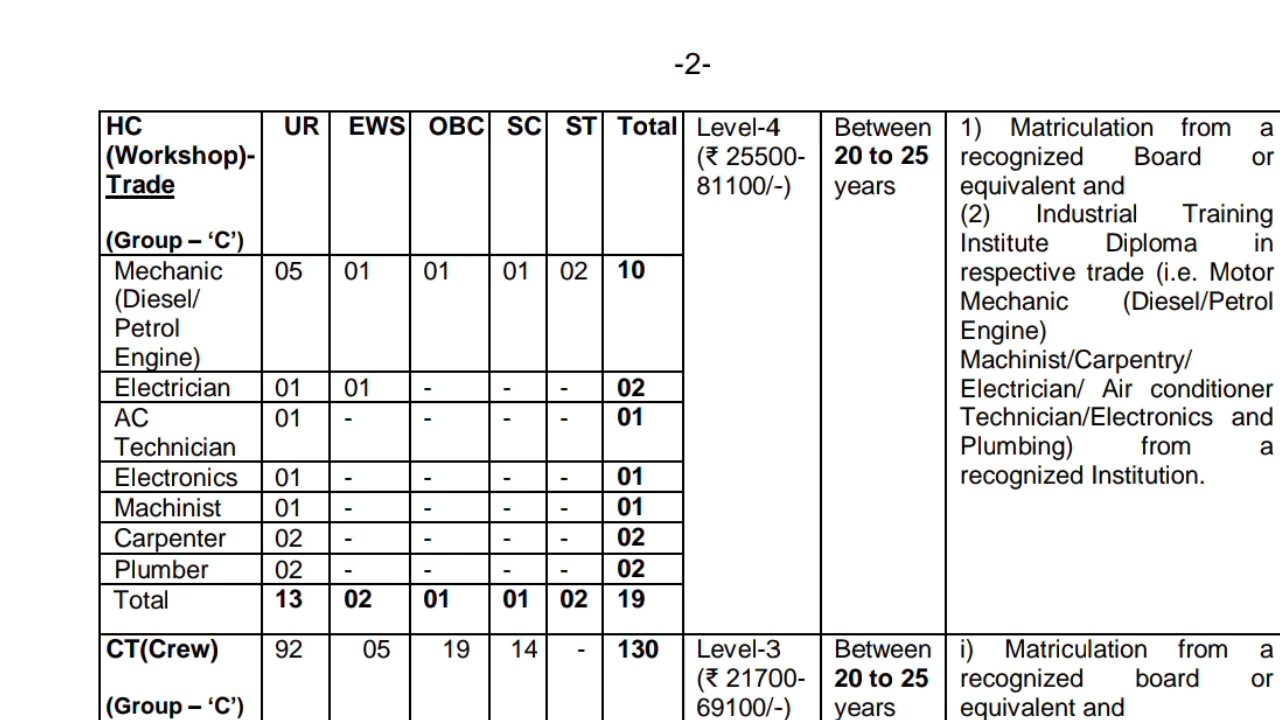 -2-
HC UR EWS OBC SC ST Total
(Workshop)-
Trade
(Group – ‘C’)
Level-4
(₹ 25500-
81100/-)
Between
20 to 25
years
1) Matriculation from a
recognized Board or
equivalent and
(2) Industrial Training
Institute Diploma in
respective trade (i.e. Motor
Mechanic (Diesel/Petrol
Engine)
Machinist/Carpentry/
Electrician/ Air conditioner
Technician/Electronics and
Plumbing) from a
recognized Institution.
Mechanic 05 01 01 01 02 10
(Diesel/
Petrol
Engine)
Electrician 01 01 - - - 02
AC 01 - - - - 01
Technician
Electronics 01 - - - - 01
Machinist 01 - - - - 01
Carpenter 02 - - - - 02
Plumber 02 - - - - 02
Total 13 02 01 01 02 19
CT(Crew) 92 05 19 14 - 130
(Group – ‘C’)
Level-3
(₹ 21700-
69100/-)
Between
20 to 25
years
i) Matriculation from a
recognized board or
equivalent and